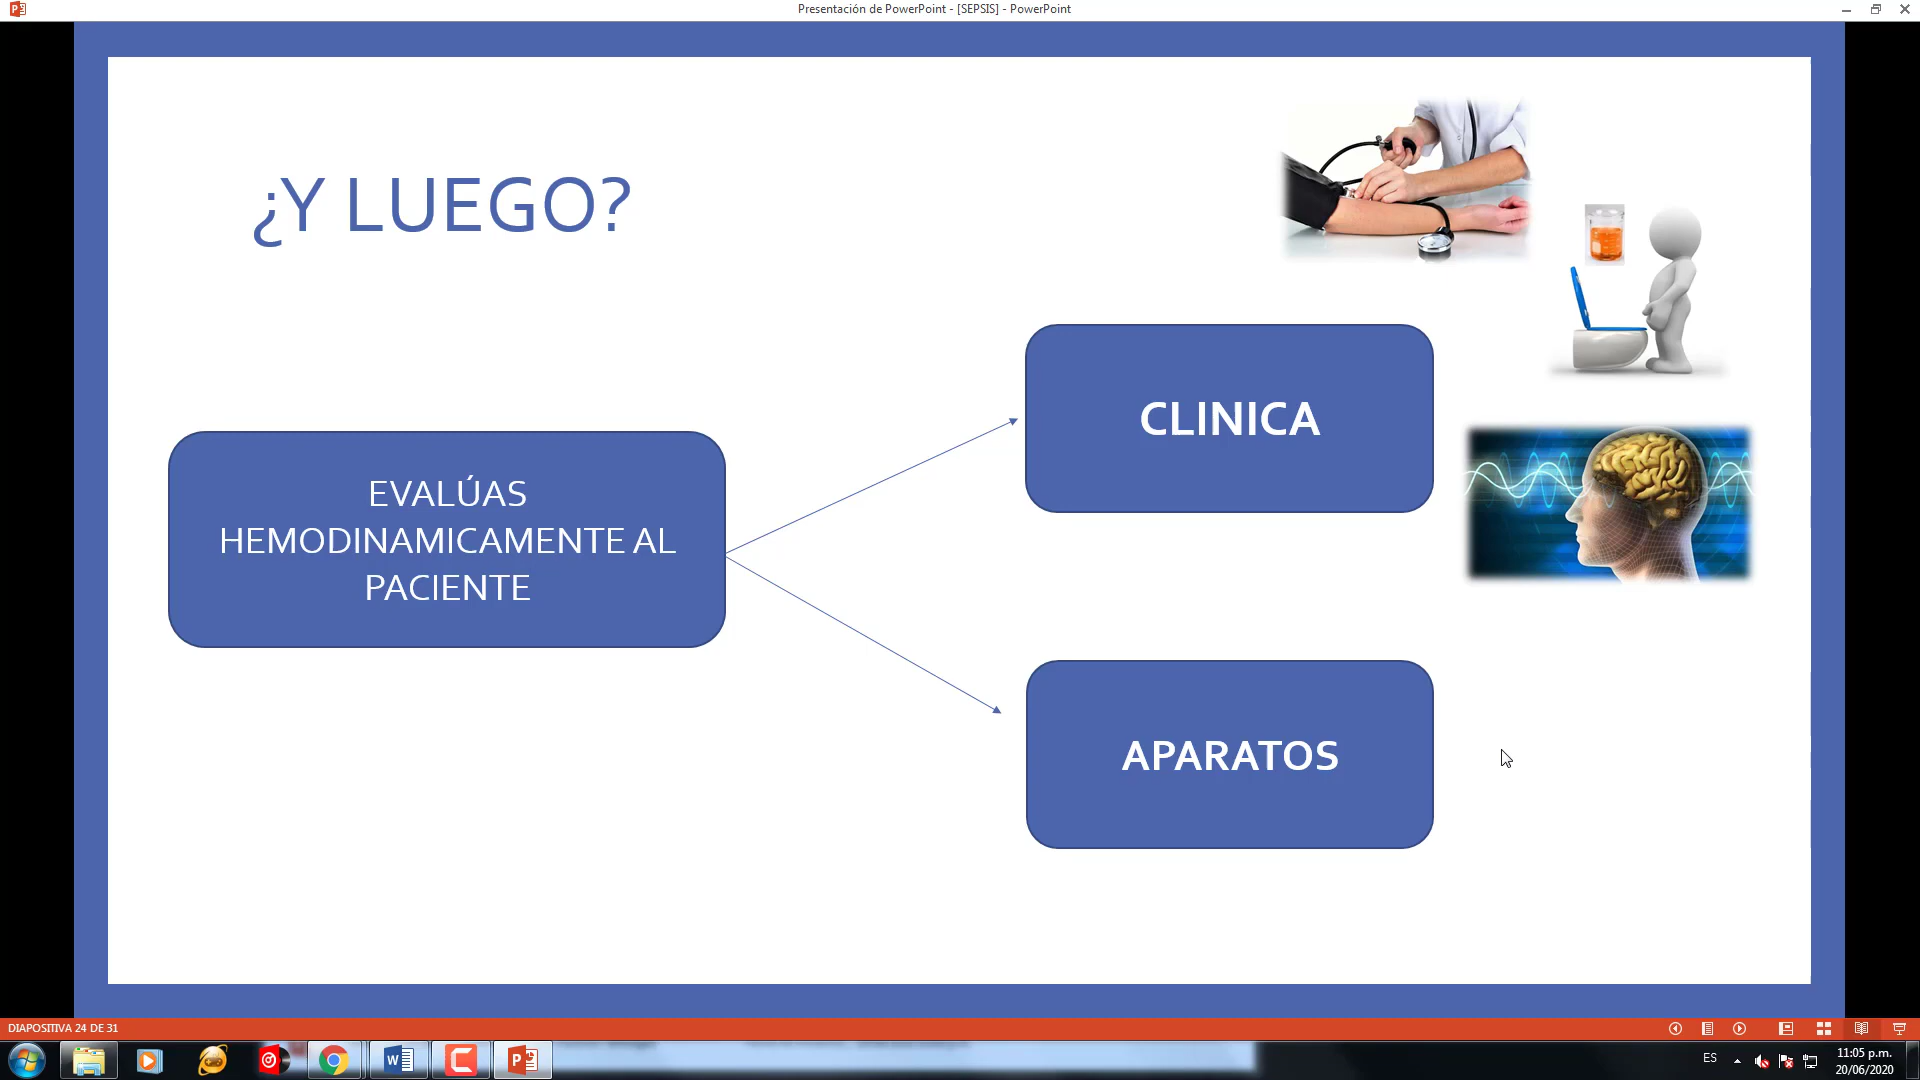 Presentación de PowerPoint - [SEPSIS] - PowerPoint
¿Y LUEGO?
EVALÚAS
HEMODINAMICAMENTE AL
PACIENTE
CLINICA
APARATOS
DIAPOSITIVA 24 DE 31
ES
11:05 p.m.
20/06/2020